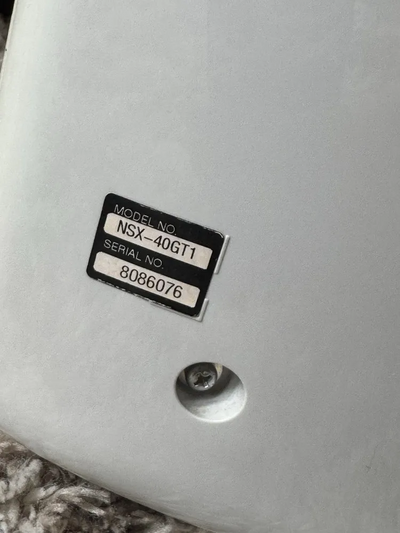 MODEL NO.
NSX-40GT1
SERIAL NO.
8086076